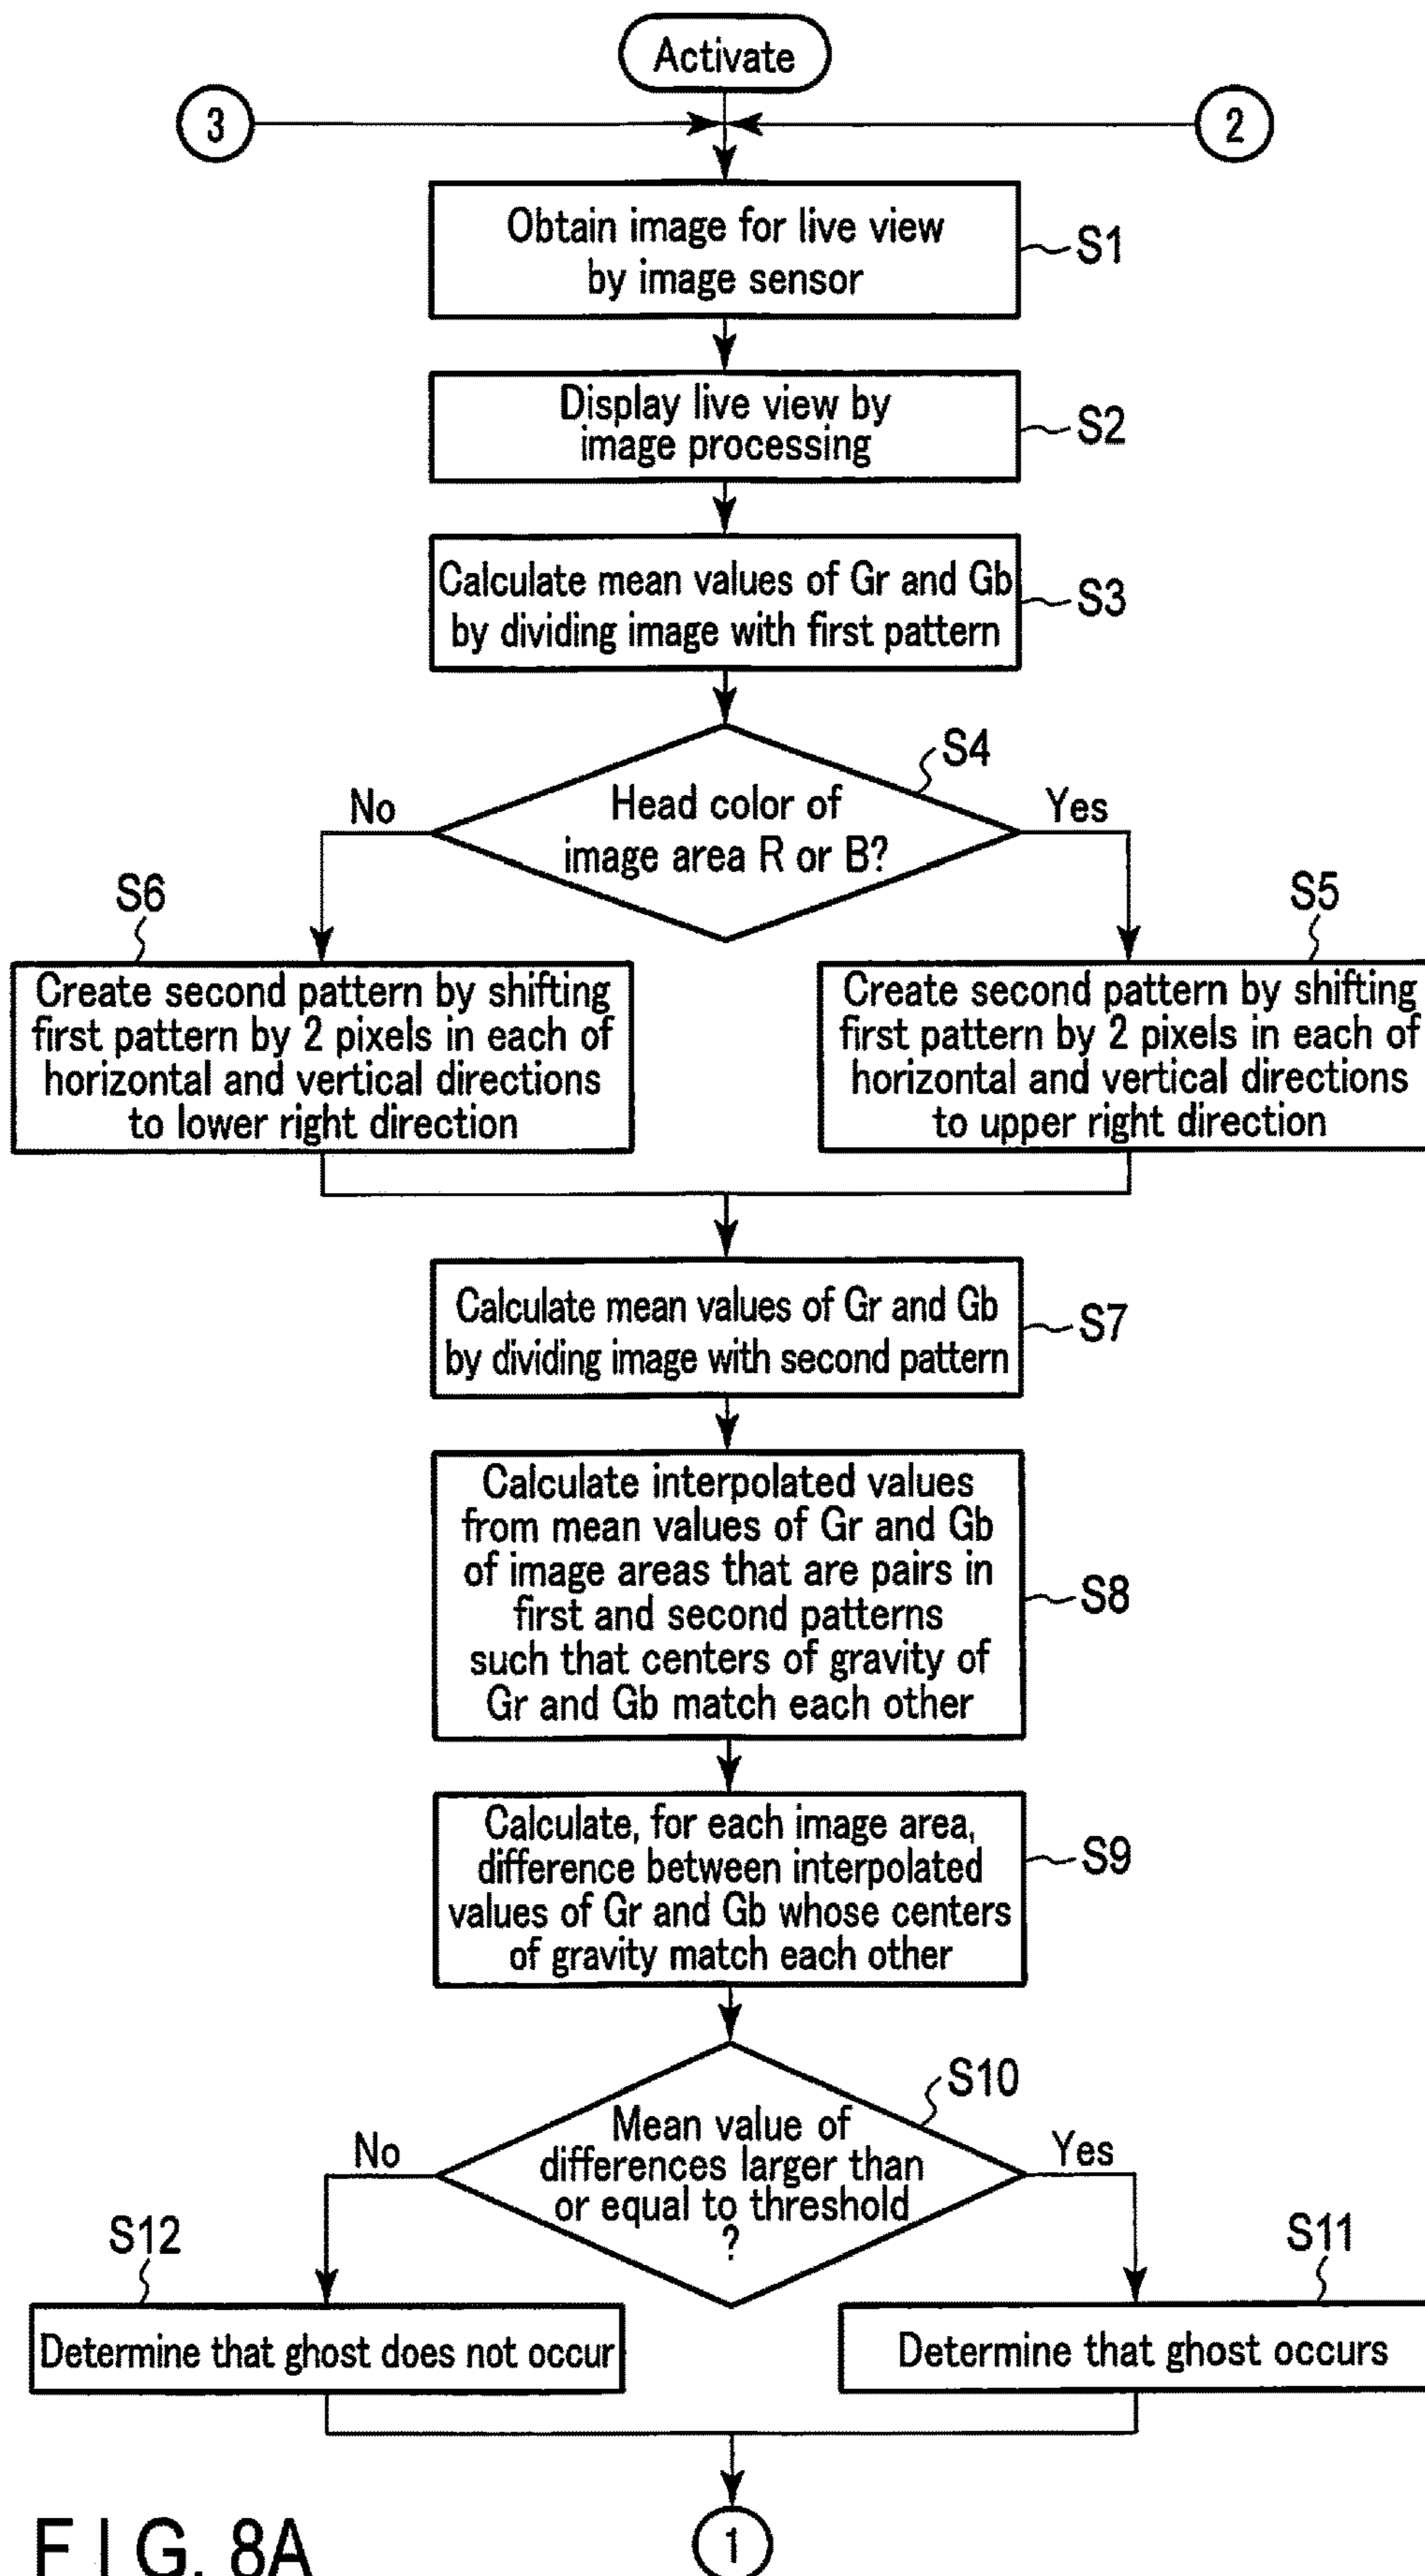 Activate
3
2
Obtain image for live view
by image sensor
S1
Display live view by
image processing
S2
Calculate mean values of Gr and Gb
by dividing image with first pattern
S3
S4
Head color of
image area R or B?
No
Yes
S6
S5
Create second pattern by shifting
first pattern by 2 pixels in each of
horizontal and vertical directions
to lower right direction
Create second pattern by shifting
first pattern by 2 pixels in each of
horizontal and vertical directions
to upper right direction
Calculate mean values of Gr and Gb
by dividing image with second pattern
S7
Calculate interpolated values
from mean values of Gr and Gb
of image areas that are pairs in
first and second patterns
such that centers of gravity of
Gr and Gb match each other
S8
Calculate, for each image area,
difference between interpolated
values of Gr and Gb whose centers
of gravity match each other
S9
S10
Mean value of
differences larger than
or equal to threshold
?
No
Yes
S12
S11
Determine that ghost does not occur
Determine that ghost occurs
1
FIG. 8A